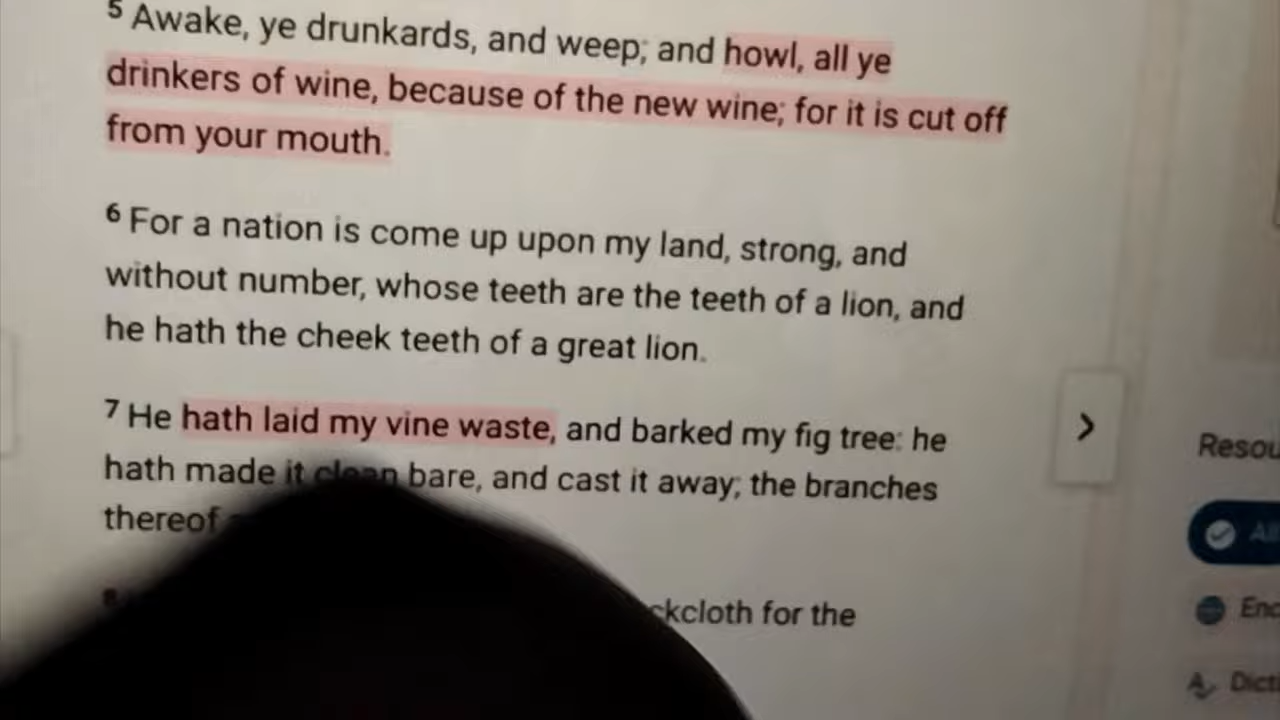 5 Awake, ye drunkards, and weep; and howl, all ye
drinkers of wine, because of the new wine; for it is cut off
from your mouth.
6 For a nation is come up upon my land, strong, and
without number, whose teeth are the teeth of a lion, and
he hath the cheek teeth of a great lion.
7 He hath laid my vine waste, and barked my fig tree: he
hath made it clean bare, and cast it away; the branches
thereof
ckcloth for the
Resou
All
Enc
Dicti